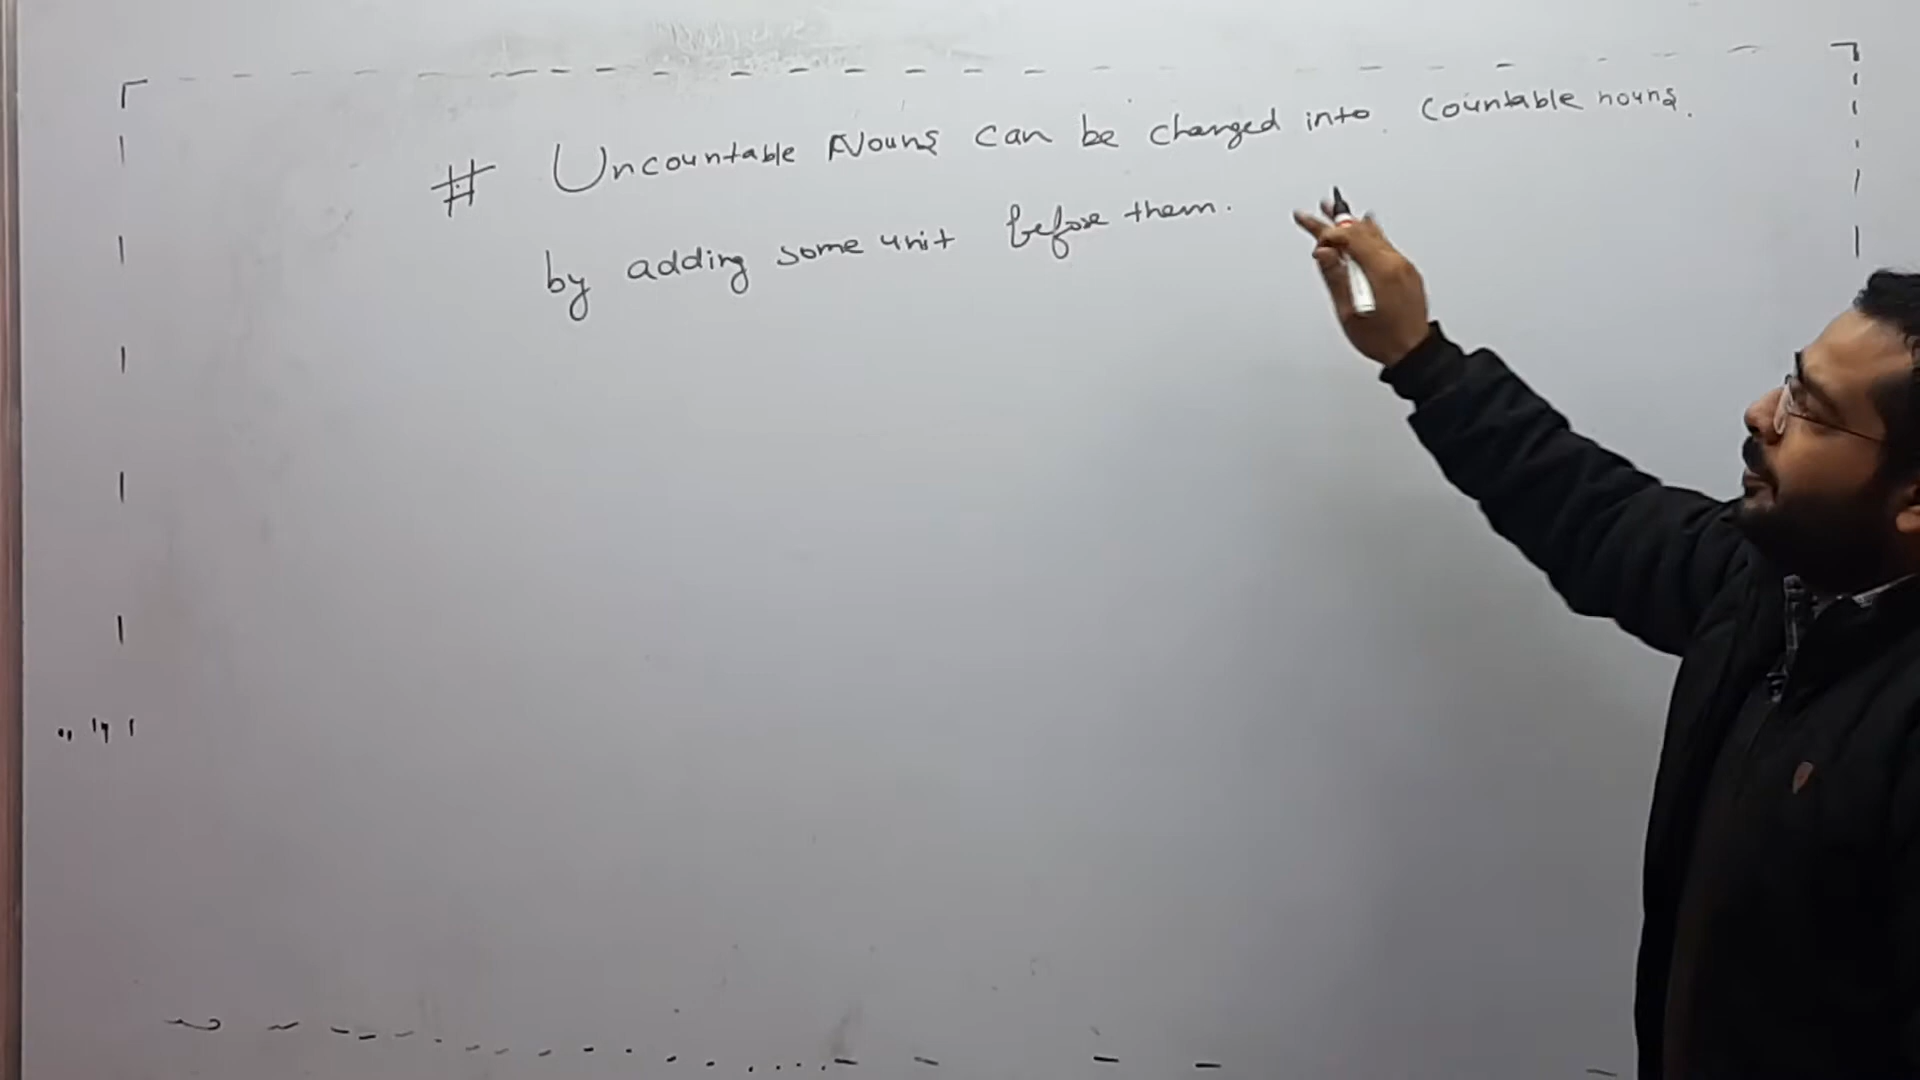 # Uncountable Nouns can be changed into countable nouns.
by adding some unit before them.